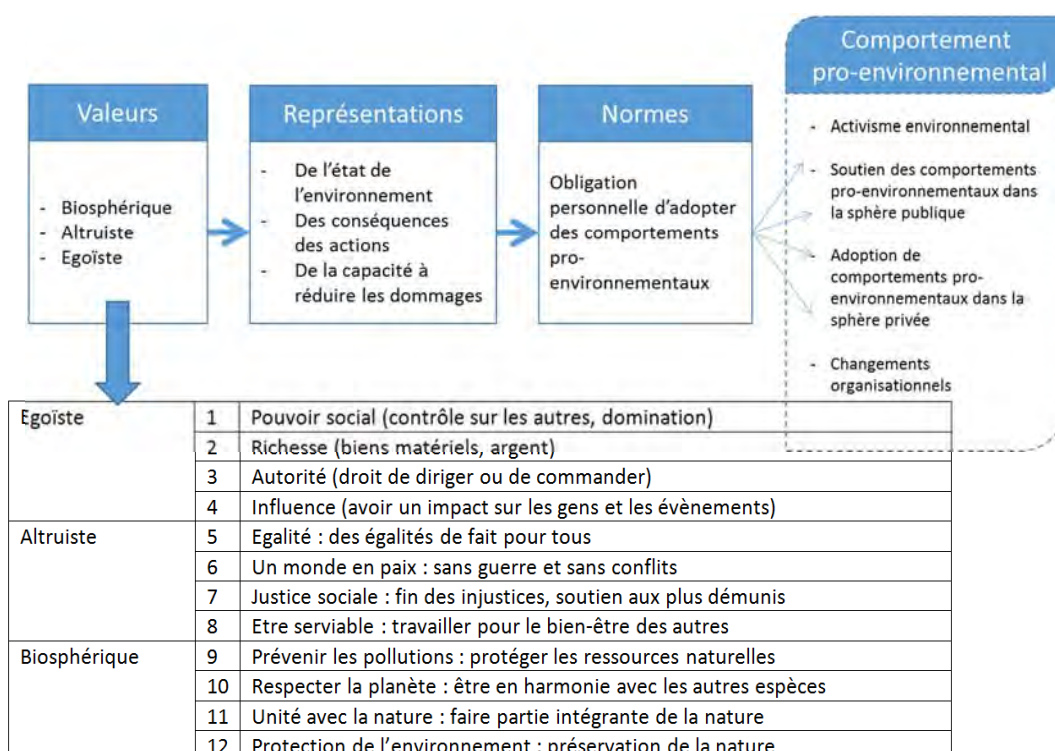 Comportement
pro-environnemental
Valeurs
Représentations
Normes
- Biosphérique
- Altruiste
- Egoïste
- De l'état de
l'environnement
- Des conséquences
des actions
- De la capacité à
réduire les dommages
Obligation
personnelle d'adopter
des comportements
pro-
environnementaux
- Activisme environnemental
- Soutien des comportements
pro-environnementaux dans
la sphère publique
- Adoption de
comportements pro-
environnementaux dans la
sphère privée
- Changements
organisationnels
Egoïste 1 Pouvoir social (contrôle sur les autres, domination)
2 Richesse (biens matériels, argent)
3 Autorité (droit de diriger ou de commander)
4 Influence (avoir un impact sur les gens et les évènements)
Altruiste 5 Egalité : des égalités de fait pour tous
6 Un monde en paix : sans guerre et sans conflits
7 Justice sociale : fin des injustices, soutien aux plus démunis
8 Etre serviable : travailler pour le bien-être des autres
Biosphérique 9 Prévenir les pollutions : protéger les ressources naturelles
10 Respecter la planète : être en harmonie avec les autres espèces
11 Unité avec la nature : faire partie intégrante de la nature
12 Protection de l'environnement : préservation de la nature